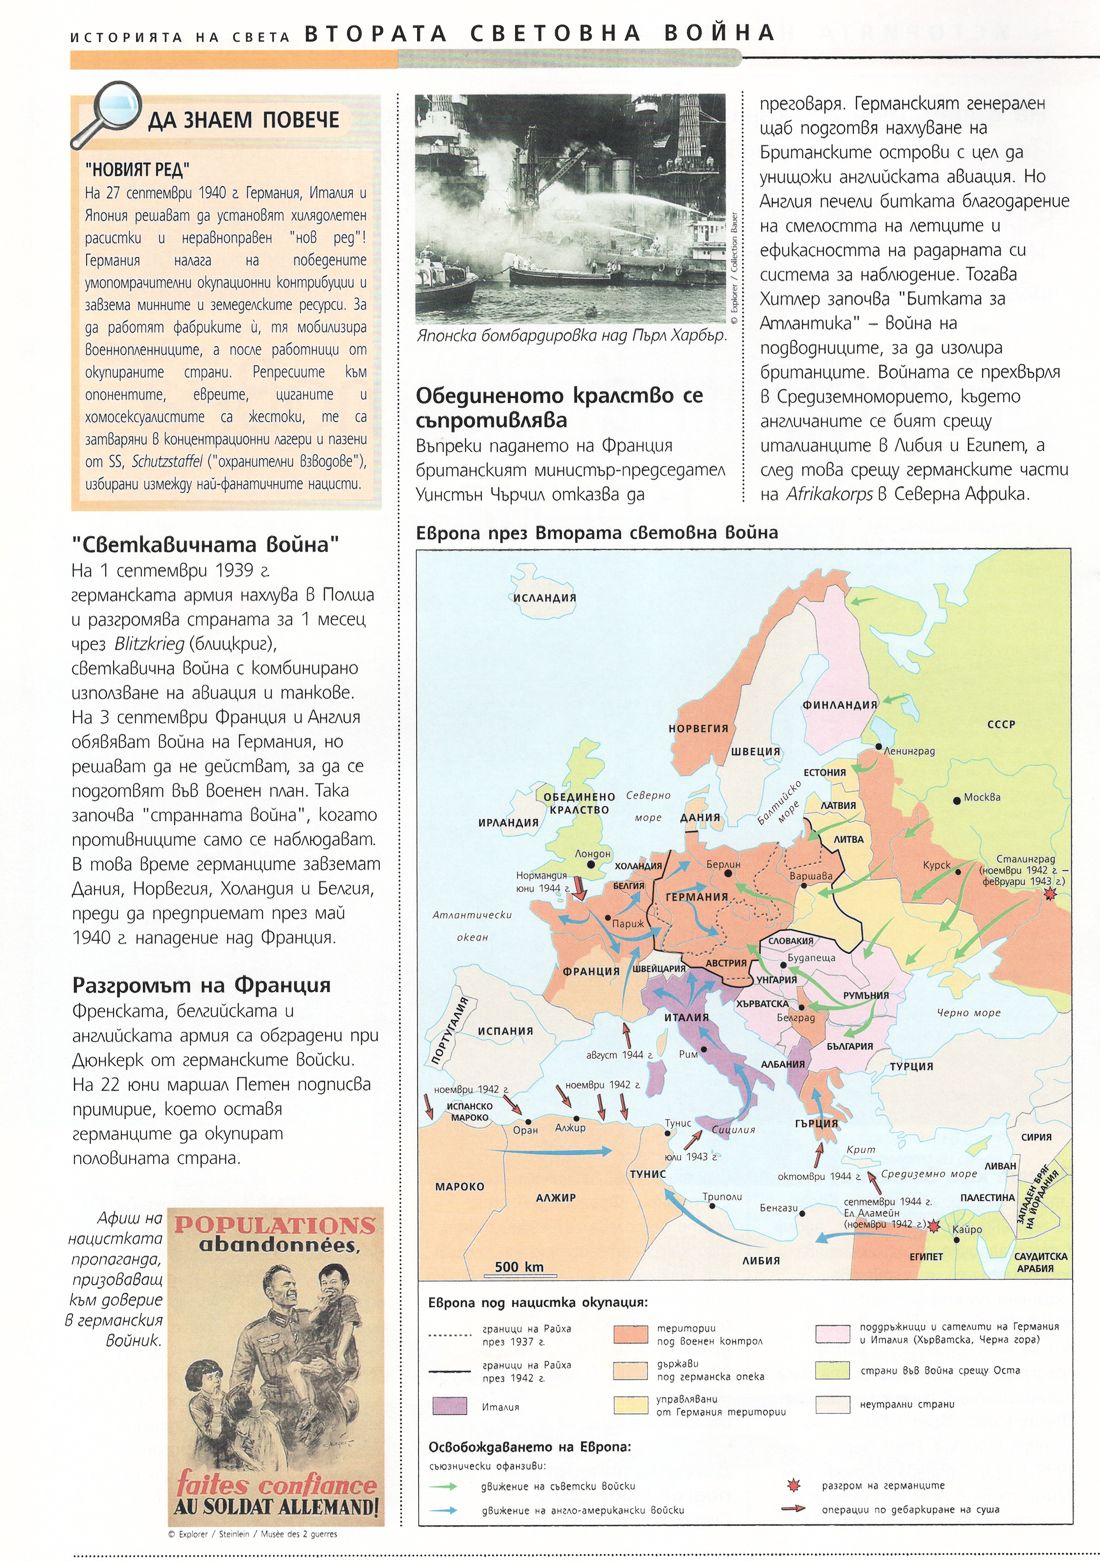 ИСТОРИЯТА НА СВЕТА ВТОРАТА СВЕТОВНА ВОЙНА
ДА ЗНАЕМ ПОВЕЧЕ
"НОВИЯТ РЕД"
На 27 септември 1940 г. Германия, Италия и
Япония решават да установят хилядолетен
расистки и неравноправен "нов ред"!
Германия налага на победените
умопомрачителни окупационни контрибуции и
завзема минните и земеделските ресурси. За
да работят фабриките ѝ, тя мобилизира
военнопленниците, а после работници от
окупираните страни. Репресиите към
опонентите, евреите, циганите и
хомосексуалистите са жестоки, те са
затваряни в концентрационни лагери и пазени
от SS, Schutzstaffel ("охранителни взводове"),
избирани измежду най-фанатичните нацисти.
"Светкавичната война"
На 1 септември 1939 г.
германската армия нахлува в Полша
и разгромява страната за 1 месец
чрез Blitzkrieg (блицкриг),
светкавична война с комбинирано
използване на авиация и танкове.
На 3 септември Франция и Англия
обявяват война на Германия, но
решават да не действат, за да се
подготвят във военен план. Така
започва "странната война", когато
противниците само се наблюдават.
В това време германците завземат
Дания, Норвегия, Холандия и Белгия,
преди да предприемат през май
1940 г. нападение над Франция.
Разгромът на Франция
Френската, белгийската и
английската армия са обградени при
Дюнкерк от германските войски.
На 22 юни маршал Петен подписва
примирие, което оставя
германците да окупират
половината страна.
Афиш на
нацистката
пропаганда,
призоваващ
към доверие
в германския
войник.
POPULATIONS
abandonnées,
faites confiance
AU SOLDAT ALLEMAND!
© Explorer / Steinlein / Musée des 2 guerres
© Explorer / Collection Bauer
Японска бомбардировка над Пърл Харбър.
Обединеното кралство се
съпротивлява
Въпреки падането на Франция
британският министър-председател
Уинстън Чърчил отказва да
преговаря. Германският генерален
щаб подготвя нахлуване на
Британските острови с цел да
унищожи английската авиация. Но
Англия печели битката благодарение
на смелостта на летците и
ефикасността на радарната си
система за наблюдение. Тогава
Хитлер започва "Битката за
Атлантика" – война на
подводниците, за да изолира
британците. Войната се прехвърля
в Средиземноморието, където
англичаните се бият срещу
италианците в Либия и Египет, а
след това срещу германските части
на Afrikakorps в Северна Африка.
Европа през Втората световна война
ИСЛАНДИЯ
ФИНЛАНДИЯ
НОРВЕГИЯ
ШВЕЦИЯ
СССР
Ленинград
ЕСТОНИЯ
Москва
ОБЕДИНЕНО
КРАЛСТВО
Северно
море
Балтийско
море
ЛАТВИЯ
ИРЛАНДИЯ
ДАНИЯ
ЛИТВА
Лондон
ХОЛАНДИЯ
Берлин
Курск
Сталинград
(ноември 1942 г. –
февруари 1943 г.)
Нормандия
юни 1944 г.
БЕЛГИЯ
ГЕРМАНИЯ
Варшава
Атлантически
океан
Париж
СЛОВАКИЯ
ФРАНЦИЯ
ШВЕЙЦАРИЯ
АВСТРИЯ
Будапеща
УНГАРИЯ
ПОРТУГАЛИЯ
ИСПАНИЯ
ИТАЛИЯ
ХЪРВАТСКА
РУМЪНИЯ
Белград
Черно море
август 1944 г.
Рим
БЪЛГАРИЯ
АЛБАНИЯ
ТУРЦИЯ
ноември 1942 г.
ноември 1942 г.
ИСПАНСКО
МАРОКО
Оран
Алжир
Тунис
Сицилия
ГЪРЦИЯ
юли 1943 г.
Крит
СИРИЯ
МАРОКО
АЛЖИР
ТУНИС
октомври 1944 г.
Средиземно море
ЛИВАН
ЗАПАДЕН БРЯГ
НА ЙОРДАНИЯ
Триполи
Бенгази
септември 1944 г.
Ел Аламейн
(ноември 1942 г.)
ПАЛЕСТИНА
Кайро
ЛИБИЯ
ЕГИПЕТ
САУДИТСКА
АРАБИЯ
500 km
Европа под нацистка окупация:
граници на Райха
през 1937 г.
граници на Райха
през 1942 г.
Италия
територии
под военен контрол
държави
под германска опека
управлявани
от Германия територии
поддръжници и сателити на Германия
и Италия (Хърватска, Черна гора)
страни във война срещу Оста
неутрални страни
Освобождаването на Европа:
съюзнически офанзиви:
движение на съветски войски
движение на англо-американски войски
разгром на германците
операции по дебаркиране на суша